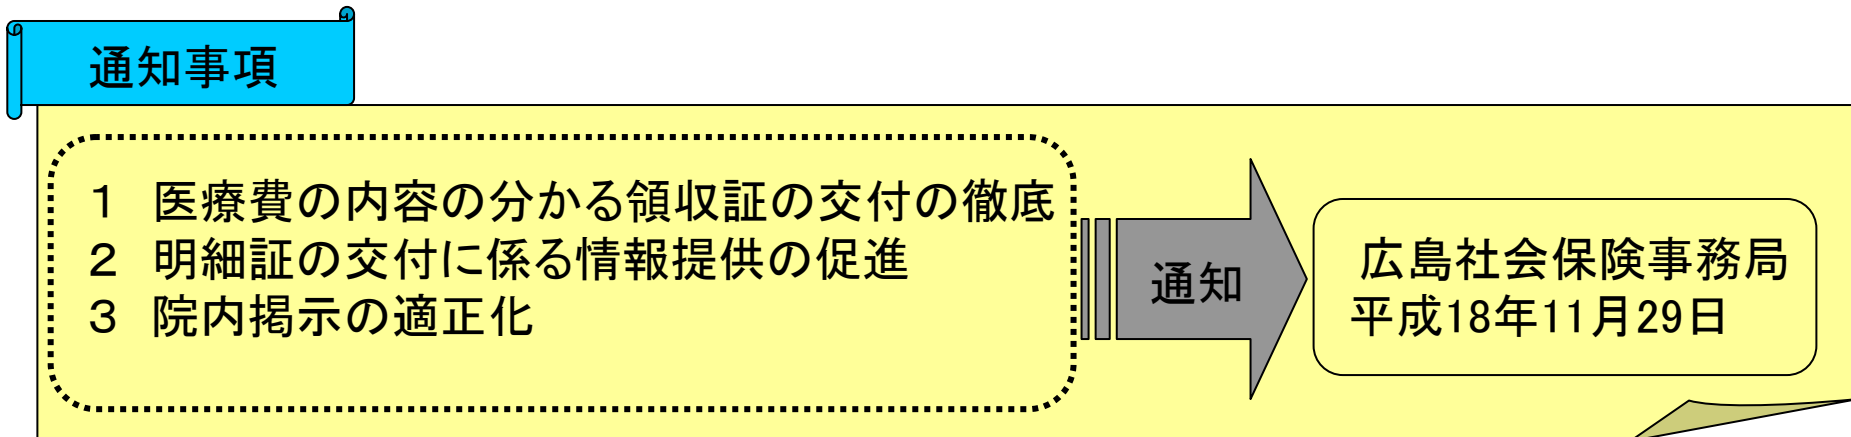 通知事項
１　医療費の内容の分かる領収証の交付の徹底
２　明細証の交付に係る情報提供の促進
３　院内掲示の適正化
通知
広島社会保険事務局
平成18年11月29日